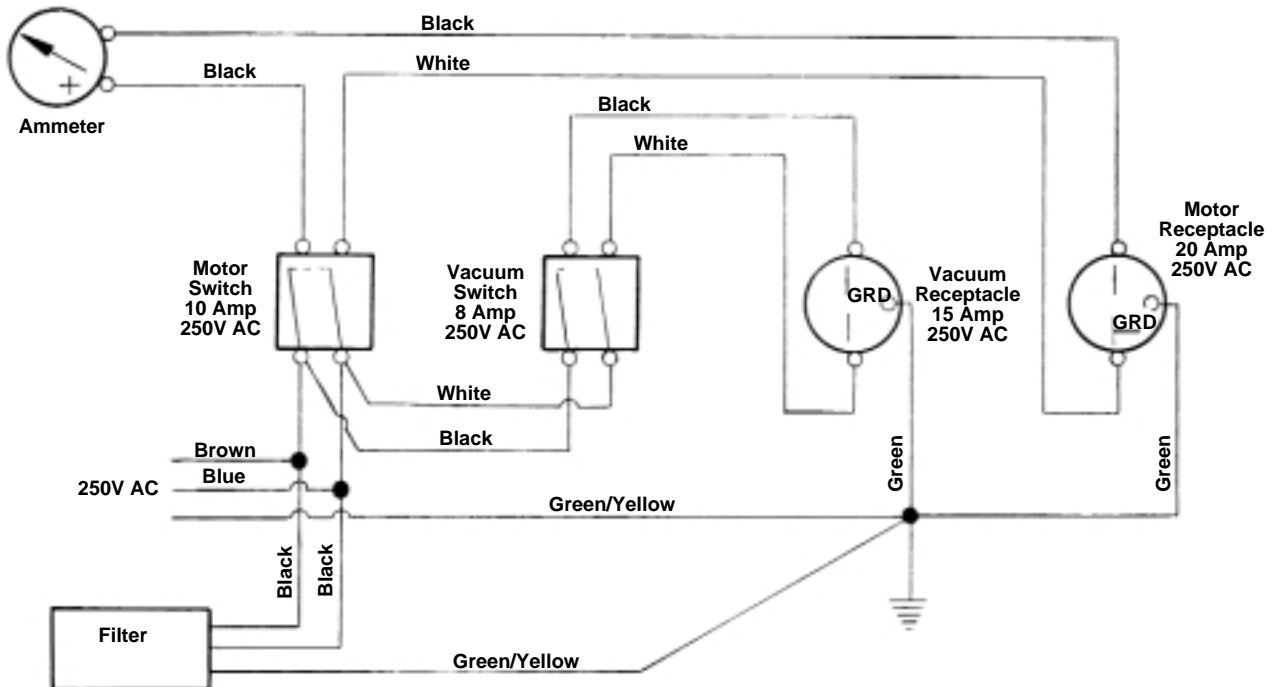 Black
White
Black
+
Ammeter
Black
White
Motor
Switch
10 Amp
250V AC
Vacuum
Switch
8 Amp
250V AC
GRD
Vacuum
Receptacle
15 Amp
250V AC
Motor
Receptacle
20 Amp
250V AC
GRD
White
Black
Brown
Blue
250V AC
Green/Yellow
Green
Green
Black
Black
Filter
Green/Yellow